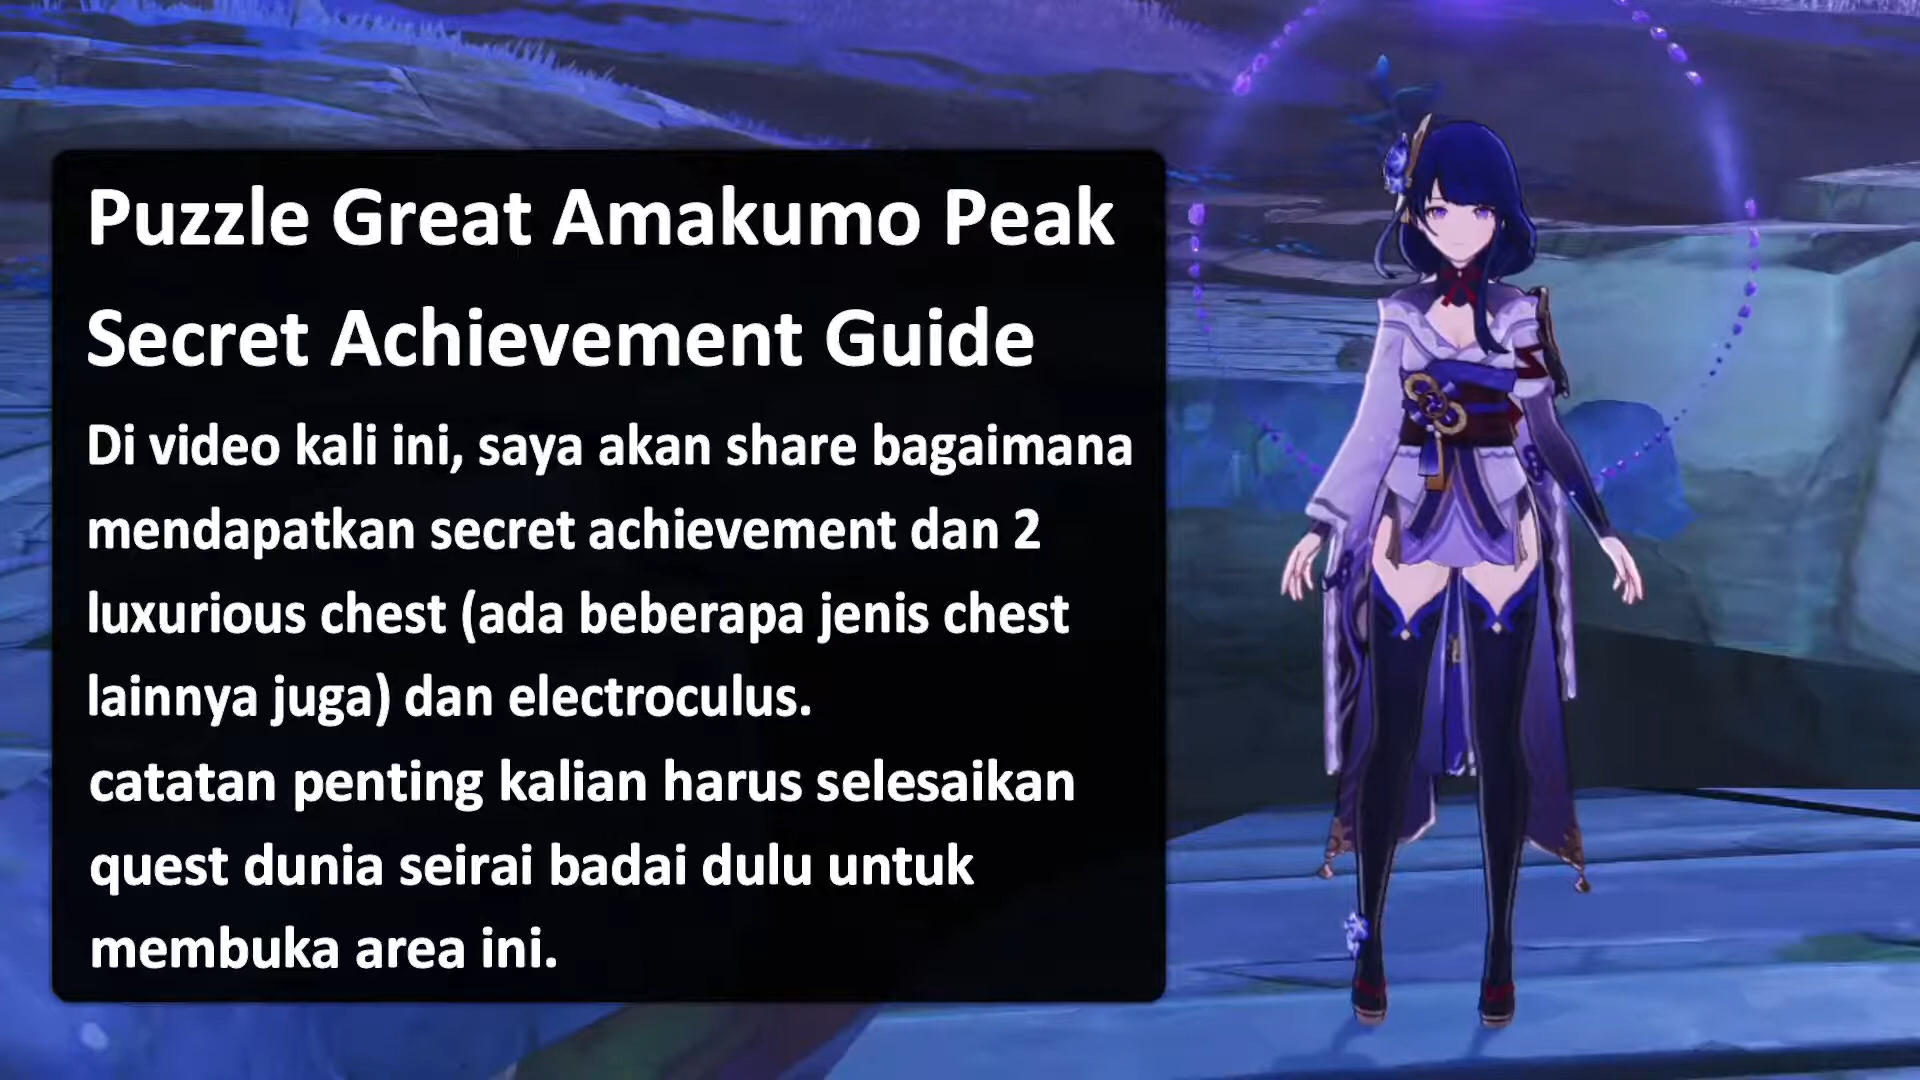 Puzzle Great Amakumo Peak
Secret Achievement Guide
Di video kali ini, saya akan share bagaimana
mendapatkan secret achievement dan 2
luxurious chest (ada beberapa jenis chest
lainnya juga) dan electroculus.
catatan penting kalian harus selesaikan
quest dunia seirai badai dulu untuk
membuka area ini.